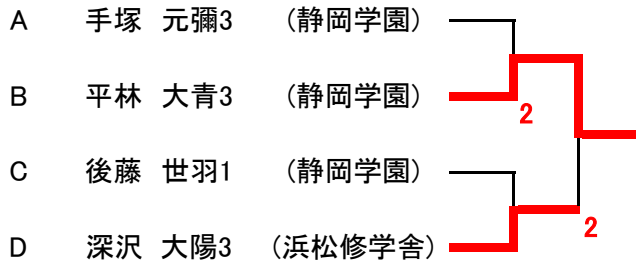 A 手塚 元彌3 (静岡学園)
B 平林 大青3 (静岡学園)
2
C 後藤 世羽1 (静岡学園)
D 深沢 大陽3 (浜松修学舎)
2